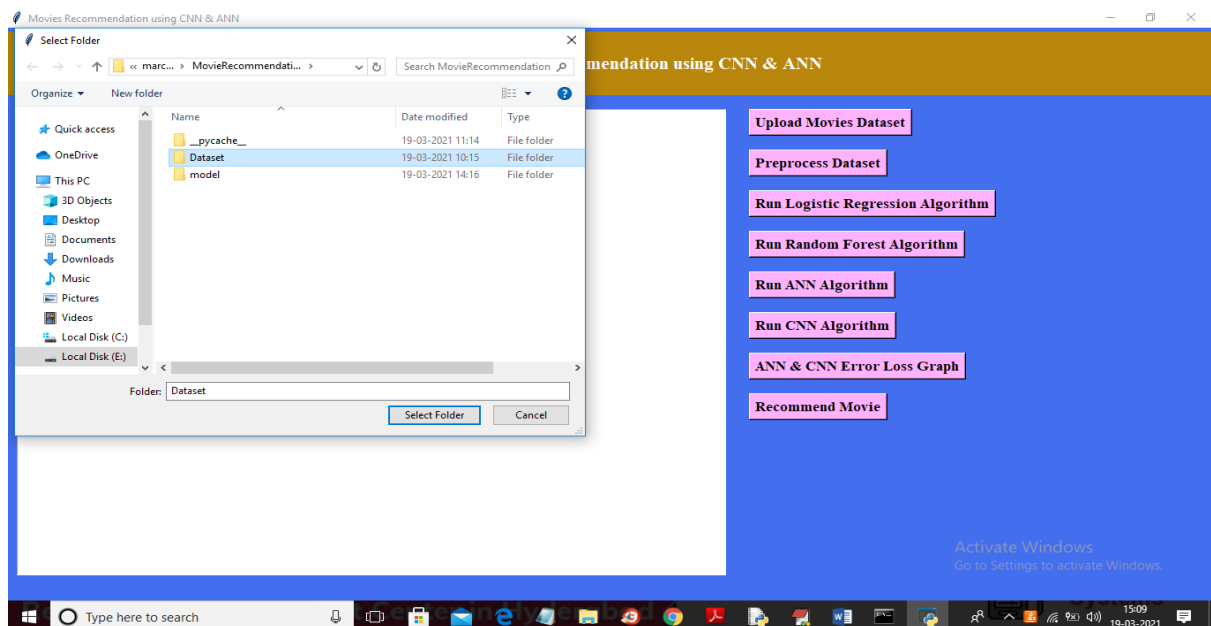 Movies Recommendation using CNN & ANN
Select Folder
« marc... › MovieRecommendati... ›
Search MovieRecommendation
Organize
New folder
Name
Date modified
Type
__pycache__
19-03-2021 11:14
File folder
Dataset
19-03-2021 10:15
File folder
model
19-03-2021 14:16
File folder
Quick access
OneDrive
This PC
3D Objects
Desktop
Documents
Downloads
Music
Pictures
Videos
Local Disk (C:)
Local Disk (E:)
Folder:
Dataset
Select Folder
Cancel
mendation using CNN & ANN
Upload Movies Dataset
Preprocess Dataset
Run Logistic Regression Algorithm
Run Random Forest Algorithm
Run ANN Algorithm
Run CNN Algorithm
ANN & CNN Error Loss Graph
Recommend Movie
Activate Windows
Go to Settings to activate Windows.
Type here to search
15:09
19-03-2021